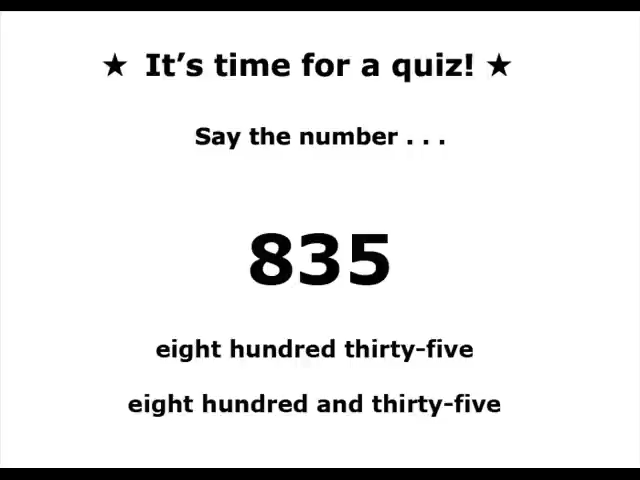 ★ It’s time for a quiz! ★
Say the number . . .
835
eight hundred thirty-five
eight hundred and thirty-five